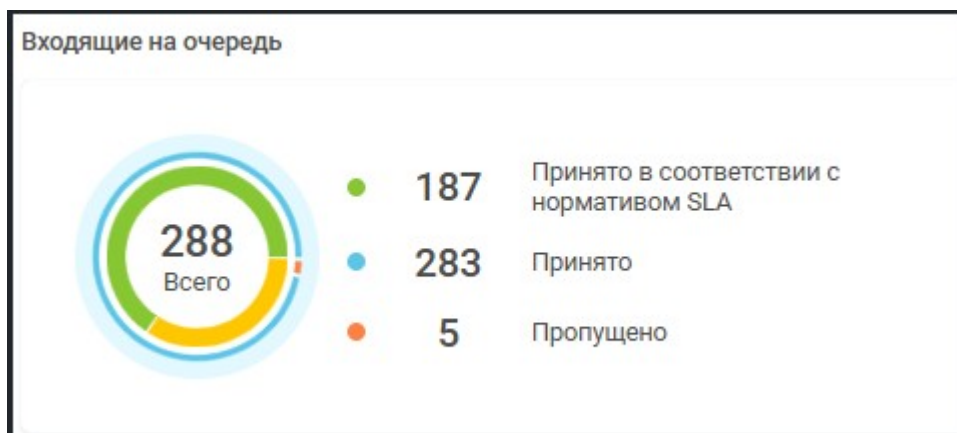 Входящие на очередь
288
Всего
187
Принято в соответствии с
нормативом SLA
283
Принято
5
Пропущено